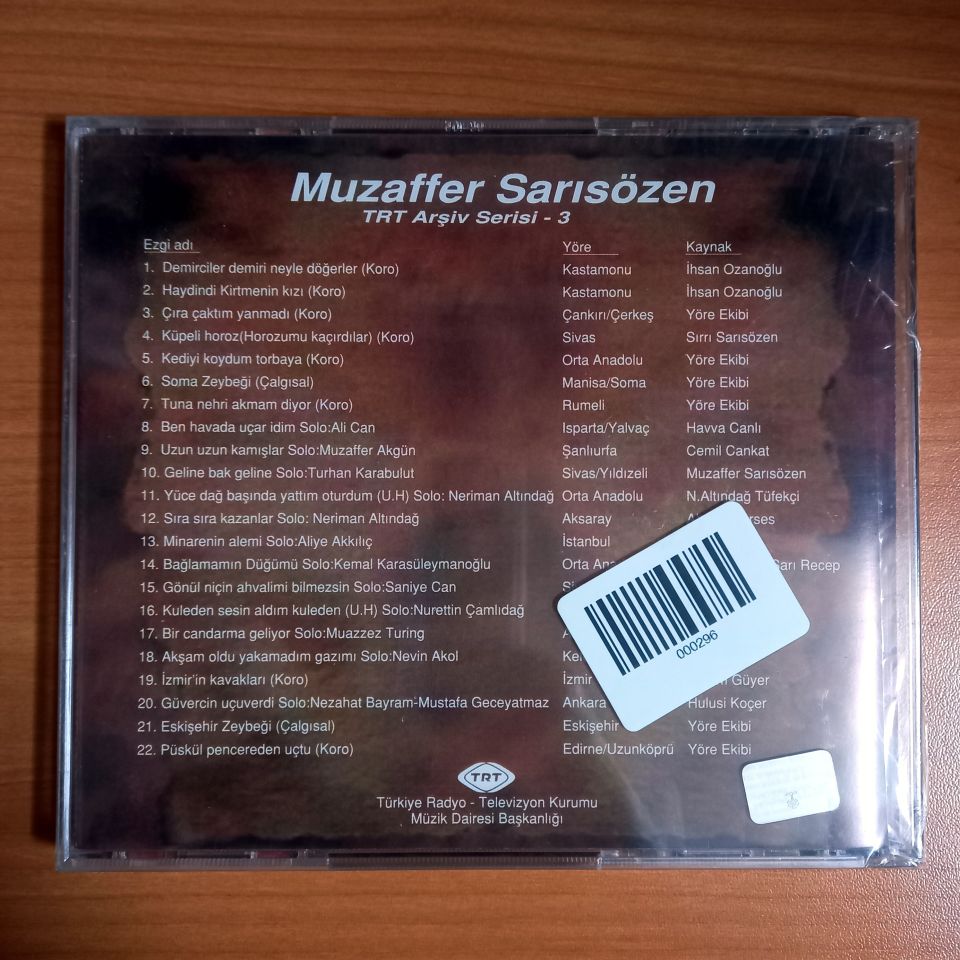 Muzaffer Sarısözen
TRT Arşiv Serisi - 3
Ezgi adı Yöre Kaynak
1. Demirciler demiri neyle döğerler (Koro) Kastamonu İhsan Ozanoğlu
2. Haydindi Kirtmenin kızı (Koro) Kastamonu İhsan Ozanoğlu
3. Çıra çaktım yanmadı (Koro) Çankırı/Çerkeş Yöre Ekibi
4. Küpeli horoz(Horozumu kaçırdılar) (Koro) Sivas Sırrı Sarısözen
5. Kediyi koydum torbaya (Koro) Orta Anadolu Yöre Ekibi
6. Soma Zeybeği (Çalgısal) Manisa/Soma Yöre Ekibi
7. Tuna nehri akmam diyor (Koro) Rumeli Yöre Ekibi
8. Ben havada uçar idim Solo:Ali Can Isparta/Yalvaç Havva Canlı
9. Uzun uzun kamışlar Solo:Muzaffer Akgün Şanlıurfa Cemil Cankat
10. Geline bak geline Solo:Turhan Karabulut Sivas/Yıldızeli Muzaffer Sarısözen
11. Yüce dağ başında yattım oturdum (U.H) Solo: Neriman Altındağ Orta Anadolu N.Altındağ Tüfekçi
12. Sıra sıra kazanlar Solo: Neriman Altındağ Aksaray
13. Minarenin alemi Solo:Aliye Akkılıç İstanbul
14. Bağlamamın Düğümü Solo:Kemal Karasüleymanoğlu Orta Sarı Recep
15. Gönül niçin ahvalimi bilmezsin Solo:Saniye Can
16. Kuleden sesin aldım kuleden (U.H) Solo:Nurettin Çamlıdağ
17. Bir candarma geliyor Solo:Muazzez Turing
18. Akşam oldu yakamadım gazımı Solo:Nevin Akol
19. İzmir'in kavakları (Koro) İzmir Güyer
20. Güvercin uçuverdi Solo:Nezahat Bayram-Mustafa Geceyatmaz Ankara Hulusi Koçer
21. Eskişehir Zeybeği (Çalgısal) Eskişehir Yöre Ekibi
22. Püskül pencereden uçtu (Koro) Edirne/Uzunköprü Yöre Ekibi
000296
TRT
Türkiye Radyo - Televizyon Kurumu
Müzik Dairesi Başkanlığı